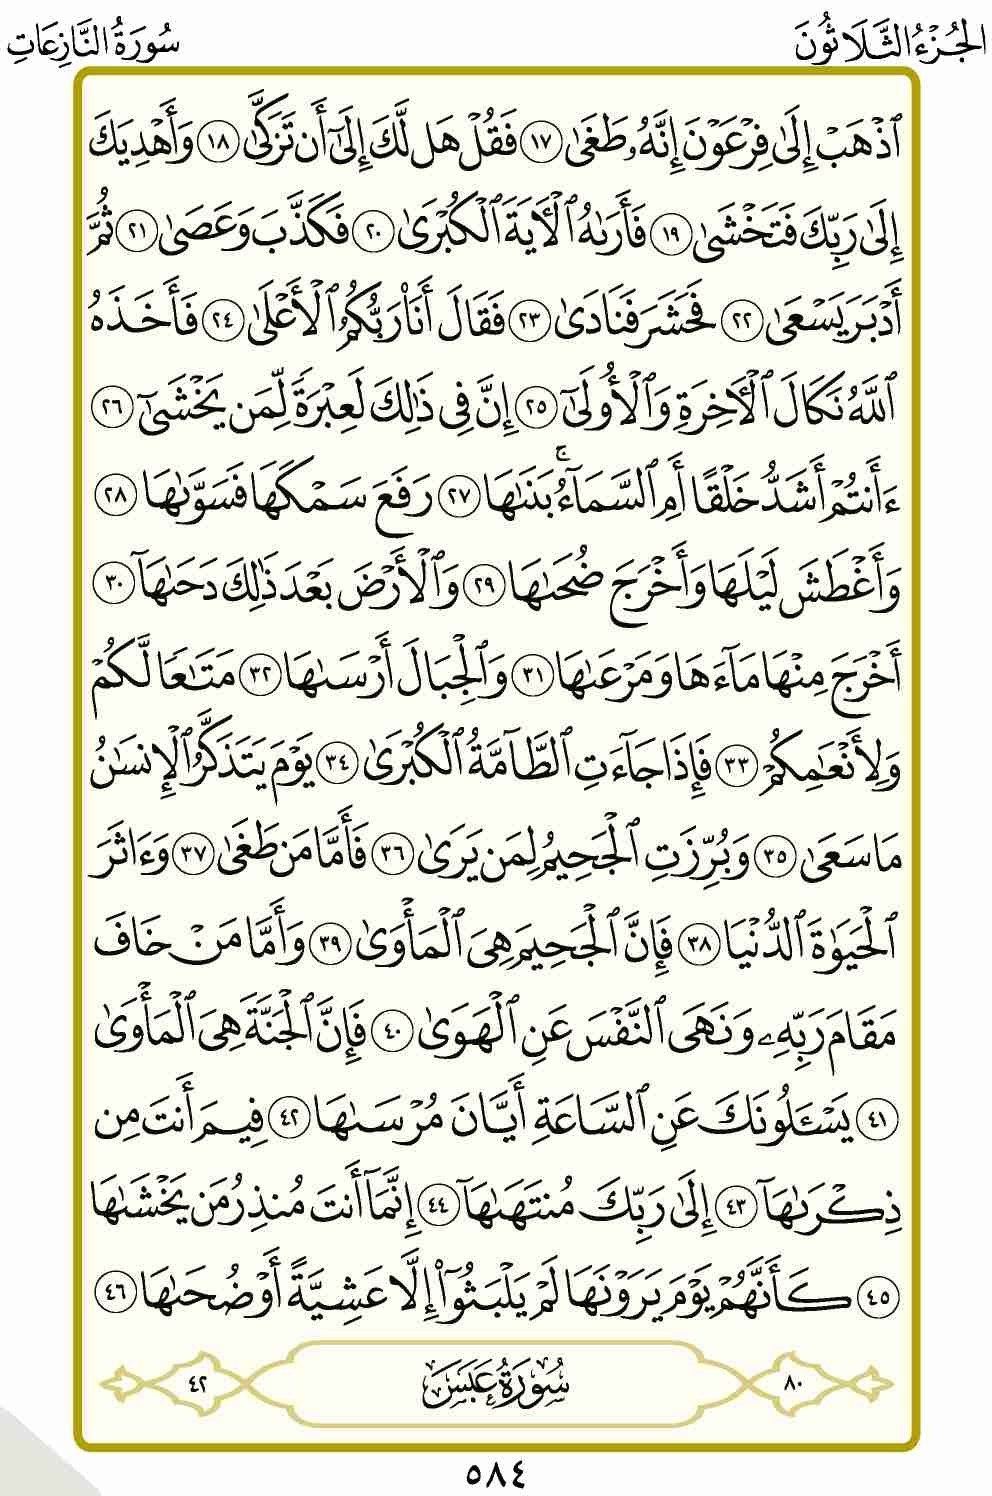 الجُزْءُ الثَّلَاثُونَ
سُورَةُ النَّازِعَاتِ
ٱذْهَبْ إِلَىٰ فِرْعَوْنَ إِنَّهُۥ طَغَىٰ ١٧ فَقُلْ هَل لَّكَ إِلَىٰٓ أَن تَزَكَّىٰ ١٨ وَأَهْدِيَكَ
إِلَىٰ رَبِّكَ فَتَخْشَىٰ ١٩ فَأَرَىٰهُ ٱلْـَٔايَةَ ٱلْكُبْرَىٰ ٢٠ فَكَذَّبَ وَعَصَىٰ ٢١ ثُمَّ
أَدْبَرَ يَسْعَىٰ ٢٢ فَحَشَرَ فَنَادَىٰ ٢٣ فَقَالَ أَنَا۠ رَبُّكُمُ ٱلْأَعْلَىٰ ٢٤ فَأَخَذَهُ
ٱللَّهُ نَكَالَ ٱلْـَٔاخِرَةِ وَٱلْأُولَىٰٓ ٢٥ إِنَّ فِى ذَٰلِكَ لَعِبْرَةً لِّمَن يَخْشَىٰٓ ٢٦
ءَأَنتُمْ أَشَدُّ خَلْقًا أَمِ ٱلسَّمَآءُ ۚ بَنَىٰهَا ٢٧ رَفَعَ سَمْكَهَا فَسَوَّىٰهَا ٢٨
وَأَغْطَشَ لَيْلَهَا وَأَخْرَجَ ضُحَىٰهَا ٢٩ وَٱلْأَرْضَ بَعْدَ ذَٰلِكَ دَحَىٰهَآ ٣٠
أَخْرَجَ مِنْهَا مَآءَهَا وَمَرْعَىٰهَا ٣١ وَٱلْجِبَالَ أَرْسَىٰهَا ٣٢ مَتَـٰعًا لَّكُمْ
وَلِأَنْعَـٰمِكُمْ ٣٣ فَإِذَا جَآءَتِ ٱلطَّآمَّةُ ٱلْكُبْرَىٰ ٣٤ يَوْمَ يَتَذَكَّرُ ٱلْإِنسَـٰنُ
مَا سَعَىٰ ٣٥ وَبُرِّزَتِ ٱلْجَحِيمُ لِمَن يَرَىٰ ٣٦ فَأَمَّا مَن طَغَىٰ ٣٧ وَءَاثَرَ
ٱلْحَيَوٰةَ ٱلدُّنْيَا ٣٨ فَإِنَّ ٱلْجَحِيمَ هِىَ ٱلْمَأْوَىٰ ٣٩ وَأَمَّا مَنْ خَافَ
مَقَامَ رَبِّهِۦ وَنَهَى ٱلنَّفْسَ عَنِ ٱلْهَوَىٰ ٤٠ فَإِنَّ ٱلْجَنَّةَ هِىَ ٱلْمَأْوَىٰ
٤١ يَسْـَٔلُونَكَ عَنِ ٱلسَّاعَةِ أَيَّانَ مُرْسَىٰهَا ٤٢ فِيمَ أَنتَ مِن
ذِكْرَىٰهَآ ٤٣ إِلَىٰ رَبِّكَ مُنتَهَىٰهَآ ٤٤ إِنَّمَآ أَنتَ مُنذِرُ مَن يَخْشَىٰهَا
٤٥ كَأَنَّهُمْ يَوْمَ يَرَوْنَهَا لَمْ يَلْبَثُوٓا۟ إِلَّا عَشِيَّةً أَوْ ضُحَىٰهَا ٤٦
٨٠ سُورَةُ عَبَسَ ٤٢
٥٨٤